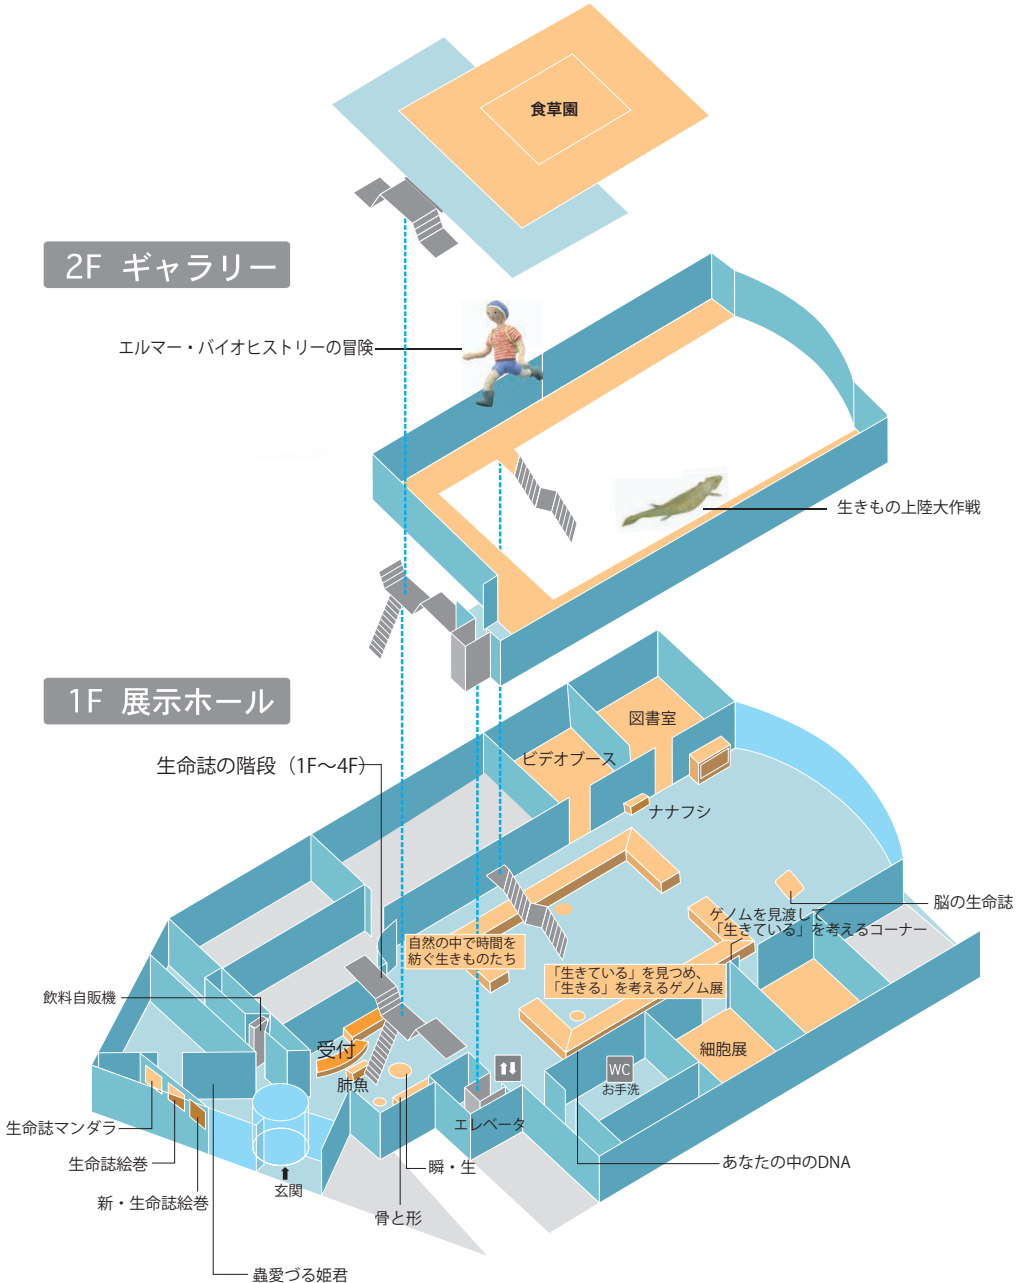 食草園
2F ギャラリー
エルマー・バイオヒストリーの冒険
生きもの上陸大作戦
1F 展示ホール
図書室
ビデオブース
生命誌の階段（1F〜4F）
ナナフシ
脳の生命誌
ゲノムを見渡して
「生きている」を考えるコーナー
自然の中で時間を
紡ぐ生きものたち
「生きている」を見つめ、
「生きる」を考えるゲノム展
飲料自販機
受付
細胞展
肺魚
WC
お手洗
エレベータ
生命誌マンダラ
生命誌絵巻
瞬・生
あなたの中のDNA
新・生命誌絵巻
玄関
骨と形
蟲愛づる姫君